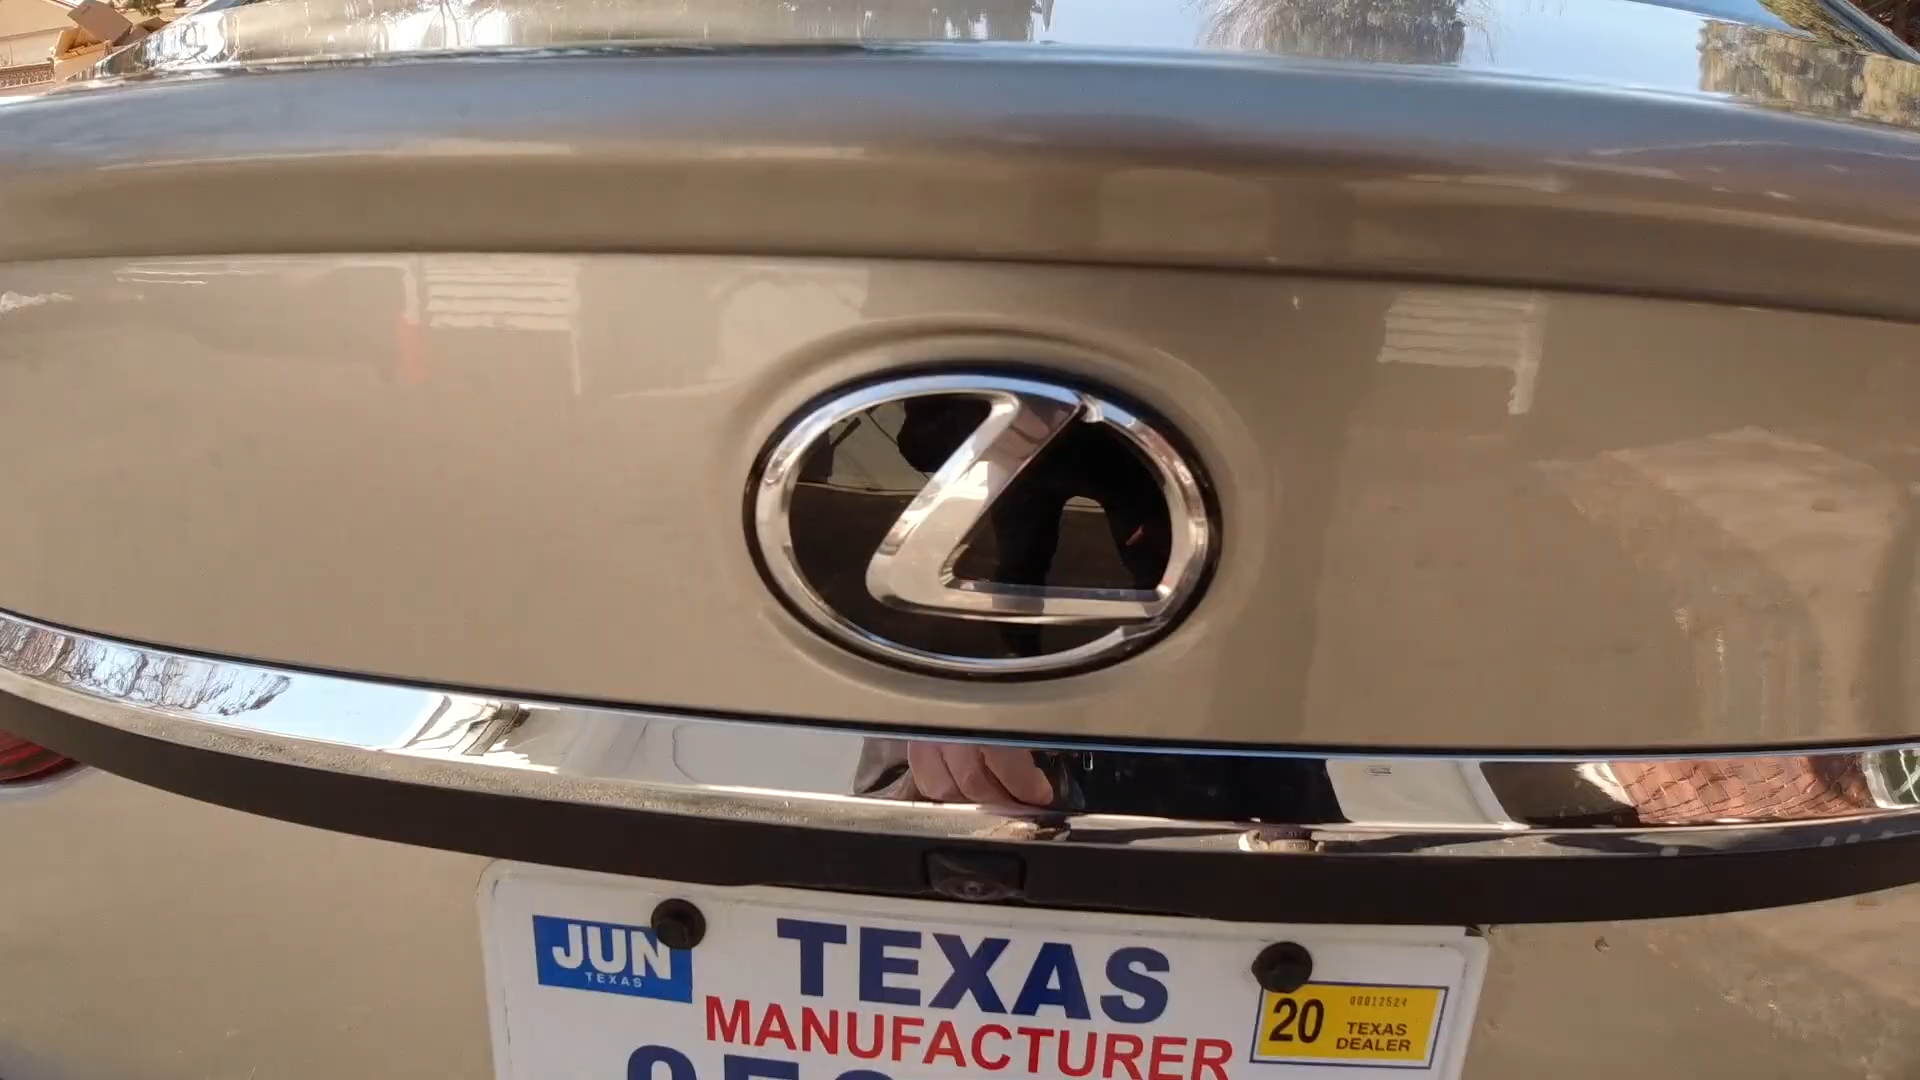 JUN
TEXAS
TEXAS
MANUFACTURER
00012524
20
TEXAS
DEALER